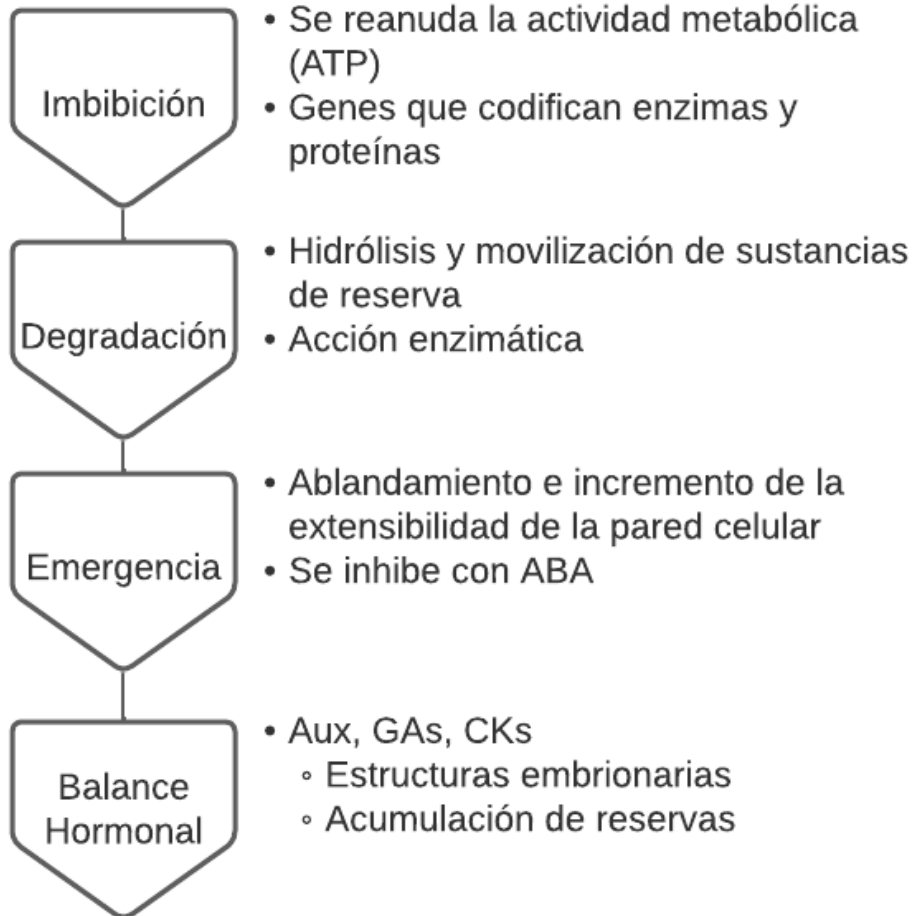 Imbibición
• Se reanuda la actividad metabólica
(ATP)
• Genes que codifican enzimas y
proteínas
Degradación
• Hidrólisis y movilización de sustancias
de reserva
• Acción enzimática
Emergencia
• Ablandamiento e incremento de la
extensibilidad de la pared celular
• Se inhibe con ABA
Balance
Hormonal
• Aux, GAs, CKs
◦ Estructuras embrionarias
◦ Acumulación de reservas